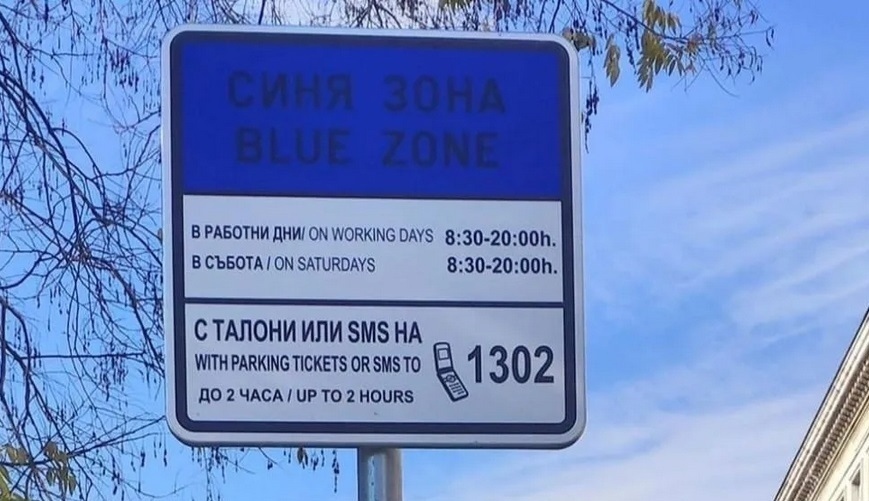 СИНЯ ЗОНА
BLUE ZONE
В РАБОТНИ ДНИ/ ON WORKING DAYS 8:30-20:00h.
В СЪБОТА / ON SATURDAYS 8:30-20:00h.
С ТАЛОНИ ИЛИ SMS НА
WITH PARKING TICKETS OR SMS TO 1302
ДО 2 ЧАСА / UP TO 2 HOURS